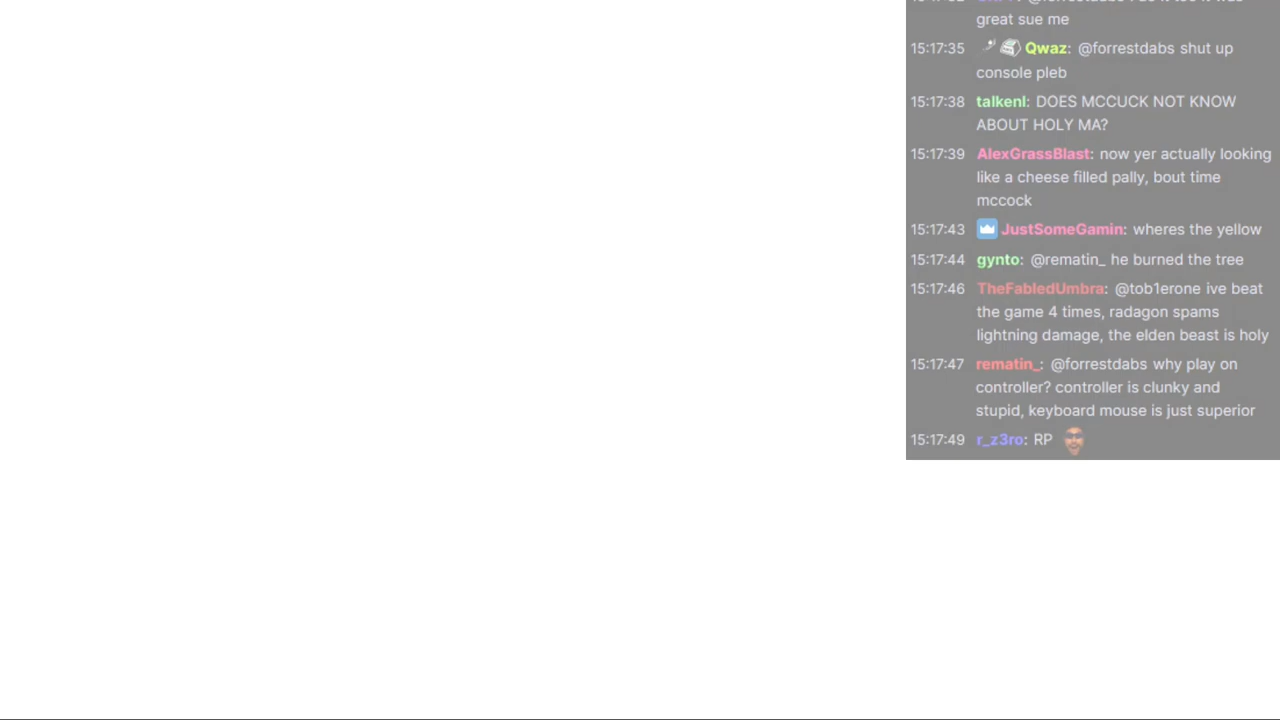 great sue me
15:17:35 Qwaz: @forrestdabs shut up
console pleb
15:17:38 talkenl: DOES MCCUCK NOT KNOW
ABOUT HOLY MA?
15:17:39 AlexGrassBlast: now yer actually looking
like a cheese filled pally, bout time
mccock
15:17:43 JustSomeGamin: wheres the yellow
15:17:44 gynto: @rematin_ he burned the tree
15:17:46 TheFabledUmbra: @tob1erone ive beat
the game 4 times, radagon spams
lightning damage, the elden beast is holy
15:17:47 rematin_: @forrestdabs why play on
controller? controller is clunky and
stupid, keyboard mouse is just superior
15:17:49 r_z3ro: RP